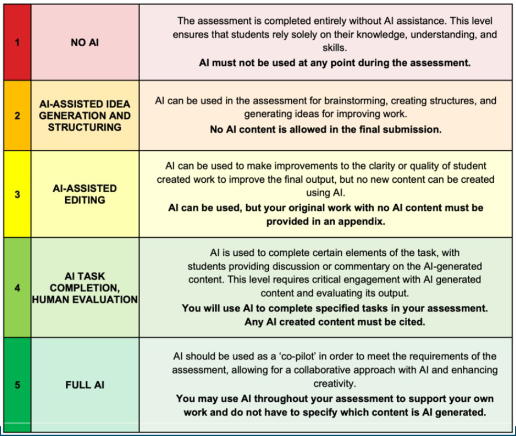 1
NO AI
The assessment is completed entirely without AI assistance. This level
ensures that students rely solely on their knowledge, understanding, and
skills.
AI must not be used at any point during the assessment.
2
AI-ASSISTED IDEA
GENERATION AND
STRUCTURING
AI can be used in the assessment for brainstorming, creating structures, and
generating ideas for improving work.
No AI content is allowed in the final submission.
3
AI-ASSISTED
EDITING
AI can be used to make improvements to the clarity or quality of student
created work to improve the final output, but no new content can be created
using AI.
AI can be used, but your original work with no AI content must be
provided in an appendix.
4
AI TASK
COMPLETION,
HUMAN EVALUATION
AI is used to complete certain elements of the task, with
students providing discussion or commentary on the AI-generated
content. This level requires critical engagement with AI generated
content and evaluating its output.
You will use AI to complete specified tasks in your assessment.
Any AI created content must be cited.
5
FULL AI
AI should be used as a ‘co-pilot’ in order to meet the requirements of the
assessment, allowing for a collaborative approach with AI and enhancing
creativity.
You may use AI throughout your assessment to support your own
work and do not have to specify which content is AI generated.